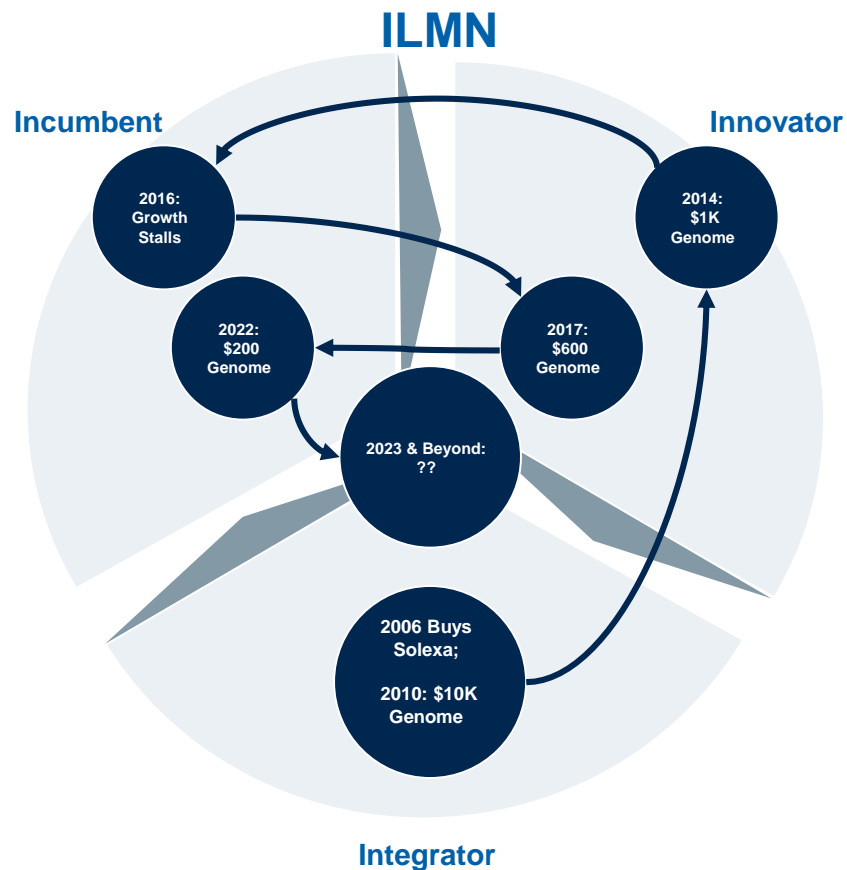 ILMN
Incumbent
Innovator
2016:
Growth
Stalls
2014:
$1K
Genome
2022:
$200
Genome
2017:
$600
Genome
2023 & Beyond:
??
2006 Buys
Solexa;
2010: $10K
Genome
Integrator